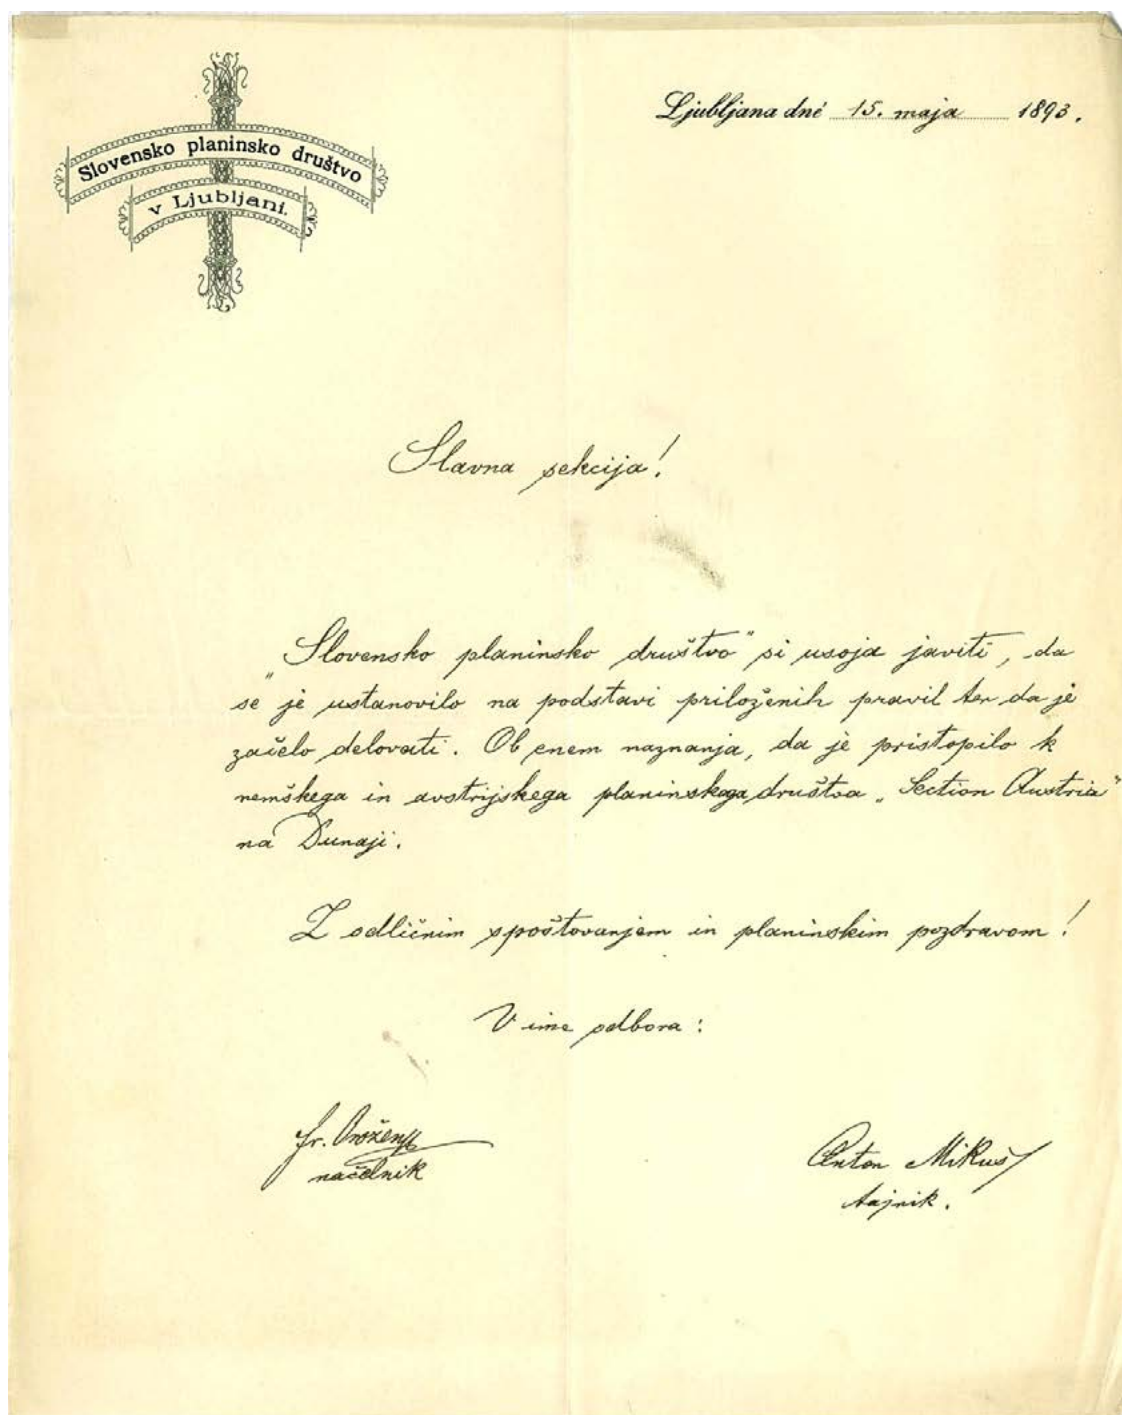 Slovensko planinsko društvo
v Ljubljani.
Ljubljana dné 15. maja 1893.
Slavna sekcija!
„Slovensko planinsko društvo" si usoja javiti, da
se je ustanovilo na podstavi priloženih pravil ter da je
začelo delovati. Ob enem naznanja, da je pristopilo k
nemškega in avstrijskega planinskega društva „Section Austria"
na Dunaji.
Z odličnim spoštovanjem in planinskim pozdravom!
V ime odbora:
Fr. Orožen
načelnik
Anton Mikuš
tajnik.